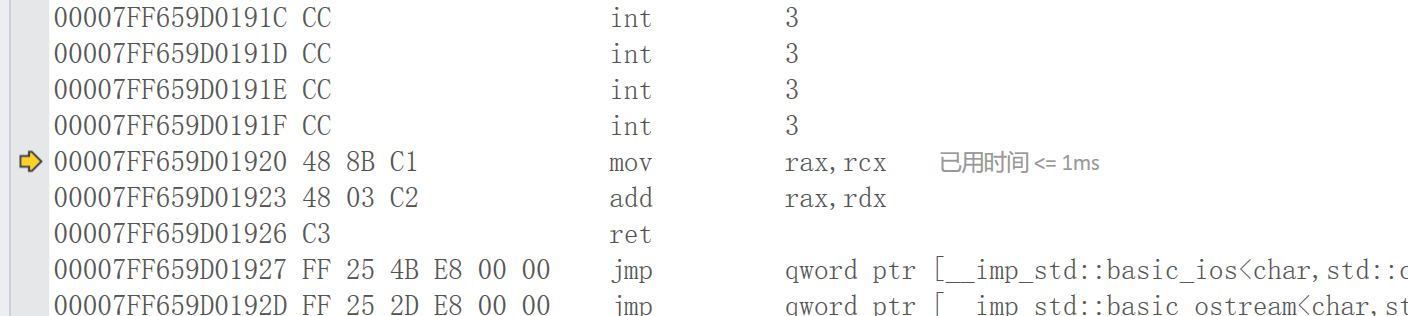 00007FF659D0191C CC int 3
00007FF659D0191D CC int 3
00007FF659D0191E CC int 3
00007FF659D0191F CC int 3
00007FF659D01920 48 8B C1 mov rax,rcx 已用时间 <= 1ms
00007FF659D01923 48 03 C2 add rax,rdx
00007FF659D01926 C3 ret
00007FF659D01927 FF 25 4B E8 00 00 jmp qword ptr [__imp_std::basic_ios<char,std::c
00007FF659D0192D FF 25 2D E8 00 00 jmp qword ptr [__imp_std::basic_ostream<char,st